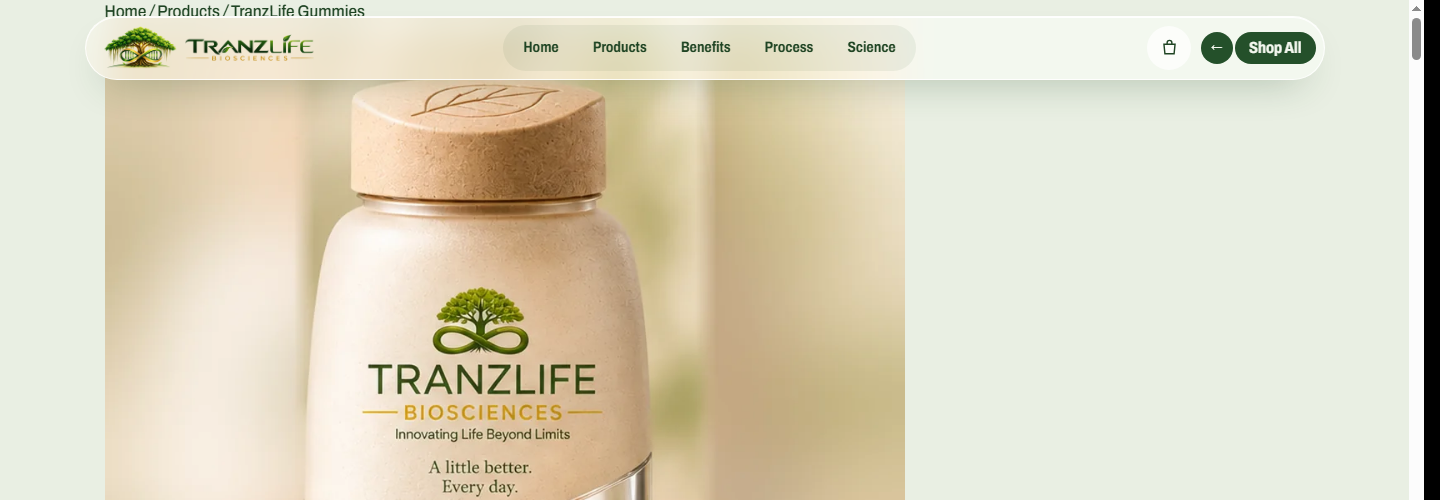 Home / Products / TranzLife Gummies
TRANZLIFE
BIOSCIENCES
Home
Products
Benefits
Process
Science
←
Shop All
TRANZLIFE
BIOSCIENCES
Innovating Life Beyond Limits
A little better.
Every day.